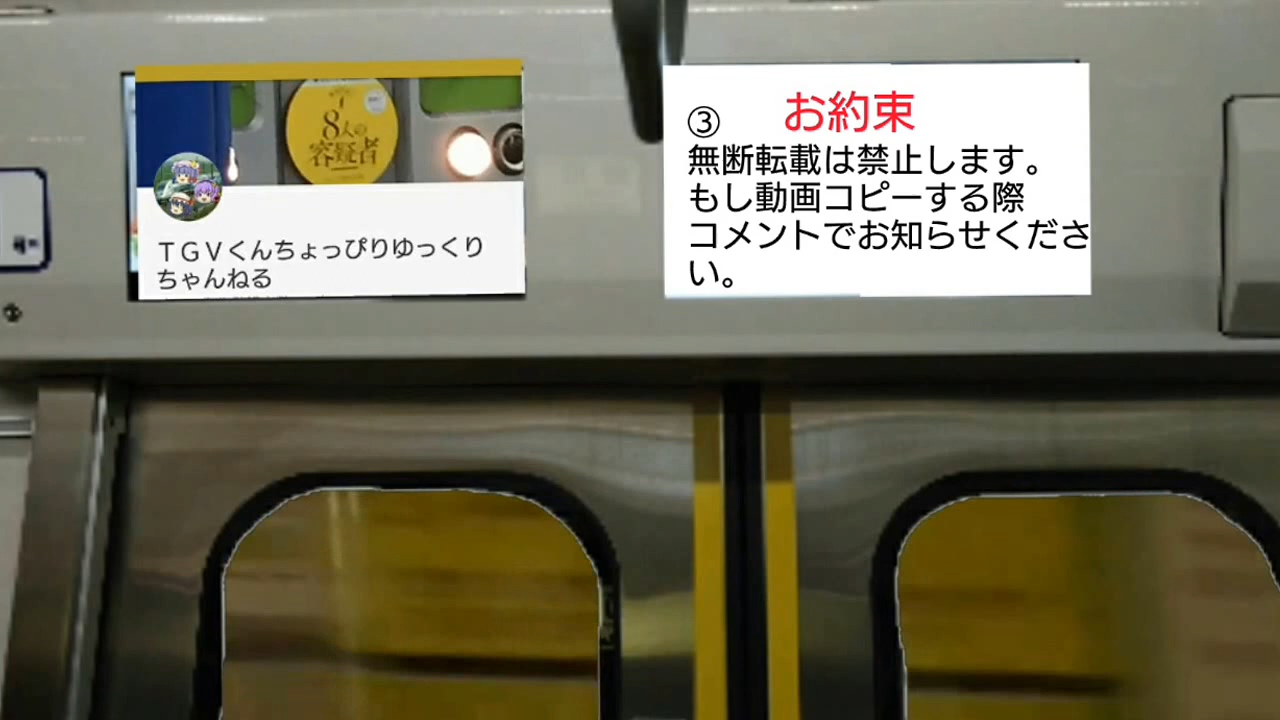 8人の
容疑者
TGVくんちょっぴりゆっくり
ちゃんねる
③ お約束
無断転載は禁止します。
もし動画コピーする際
コメントでお知らせくださ
い。